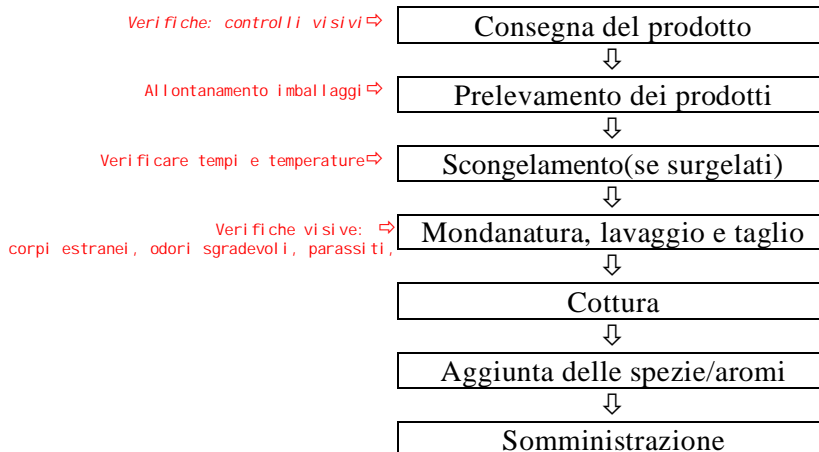 Verifiche: controlli visivi⇨
Consegna del prodotto
⇩
Allontanamento imballaggi⇨
Prelevamento dei prodotti
⇩
Verificare tempi e temperature⇨
Scongelamento(se surgelati)
⇩
Verifiche visive: ⇨
corpi estranei, odori sgradevoli, parassiti,
Mondanatura, lavaggio e taglio
⇩
Cottura
⇩
Aggiunta delle spezie/aromi
⇩
Somministrazione